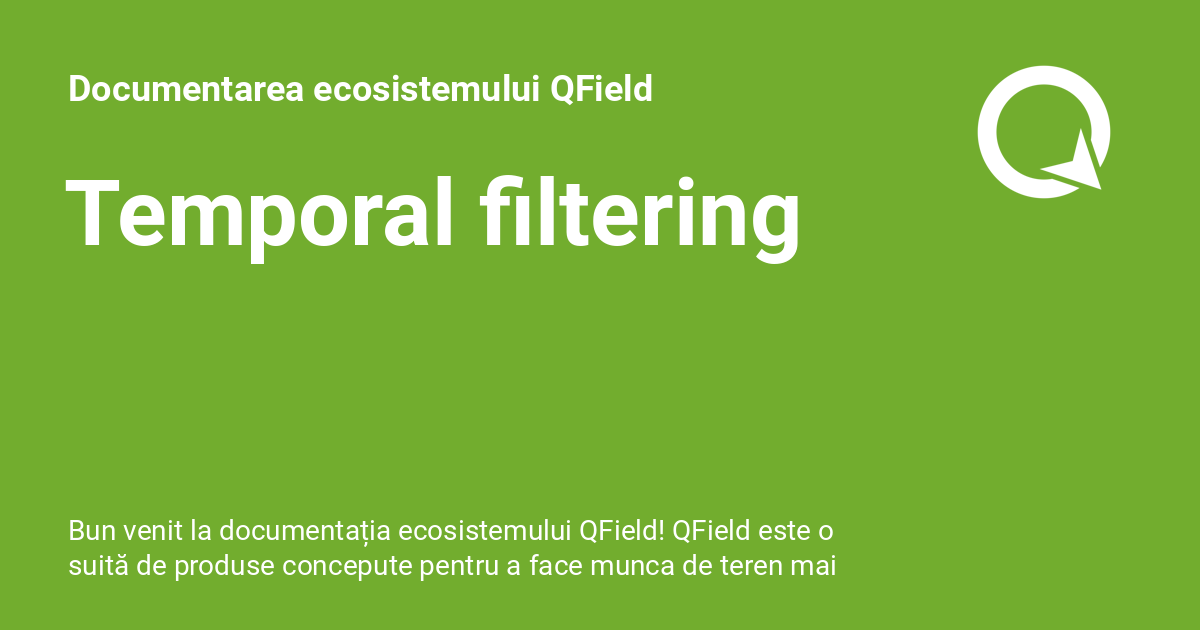 Documentarea ecosistemului QField
Temporal filtering
Bun venit la documentația ecosistemului QField! QField este o
suită de produse concepute pentru a face munca de teren mai